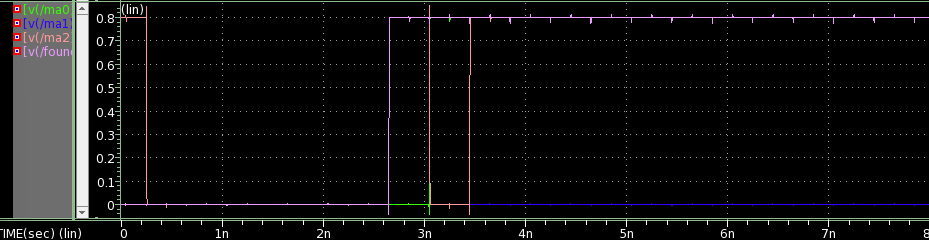 [v(/ma0
[v(/ma1)
[v(/ma2
[v(/foun
(lin)
0.8
0.7
0.6
0.5
0.4
0.3
0.2
0.1
0
TIME(sec) (lin)
0 1n 2n 3n 4n 5n 6n 7n 8